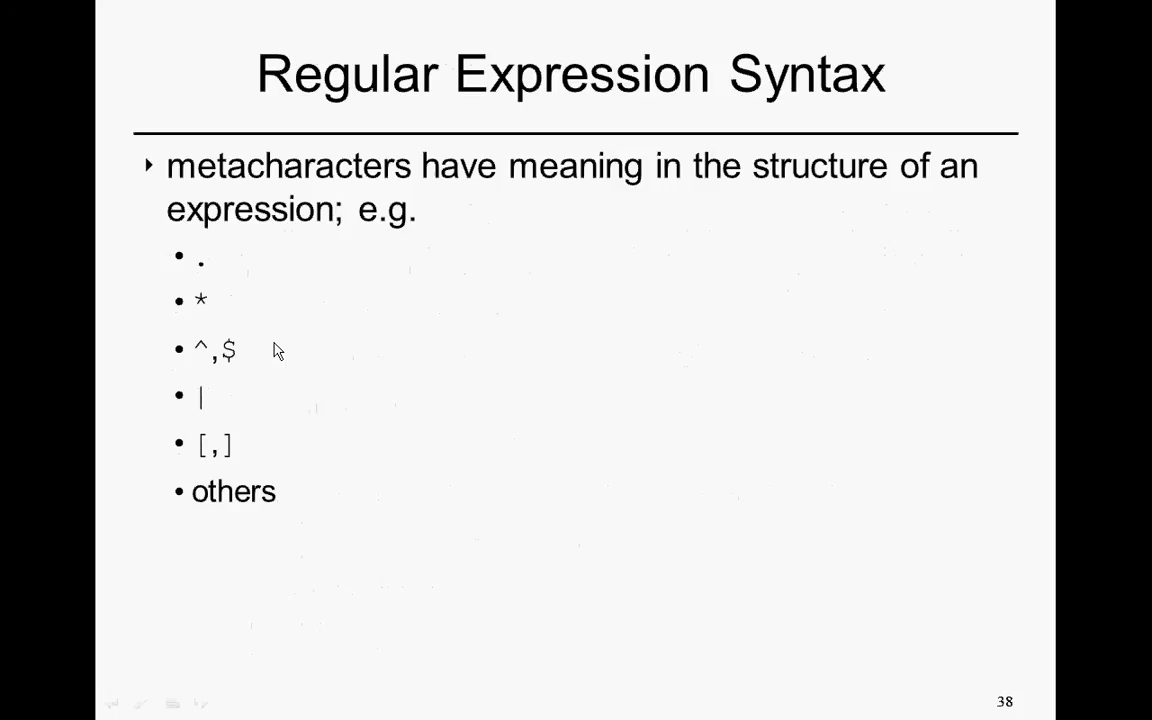 Regular Expression Syntax
‣ metacharacters have meaning in the structure of an
expression; e.g.
• .
• *
• ^,$
• |
• [,]
• others
38